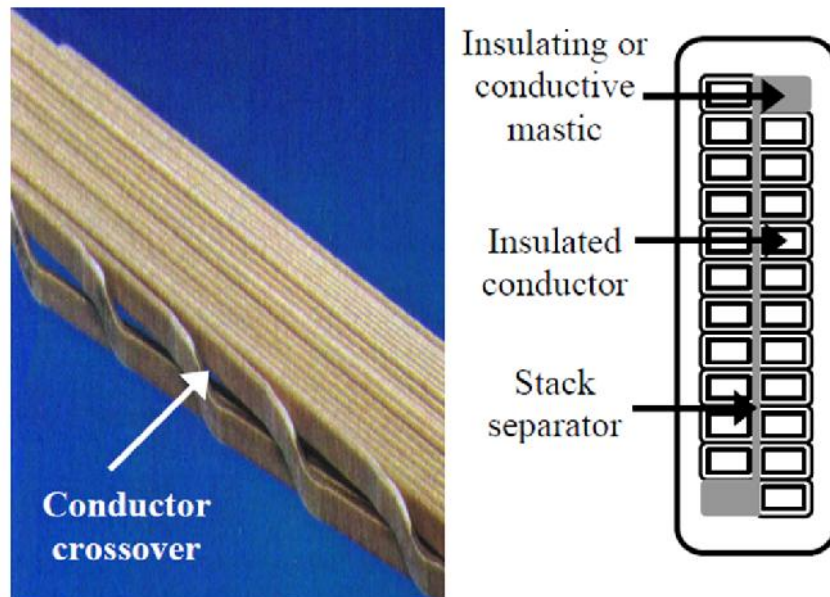 Insulating or
conductive
mastic
Insulated
conductor
Stack
separator
Conductor
crossover